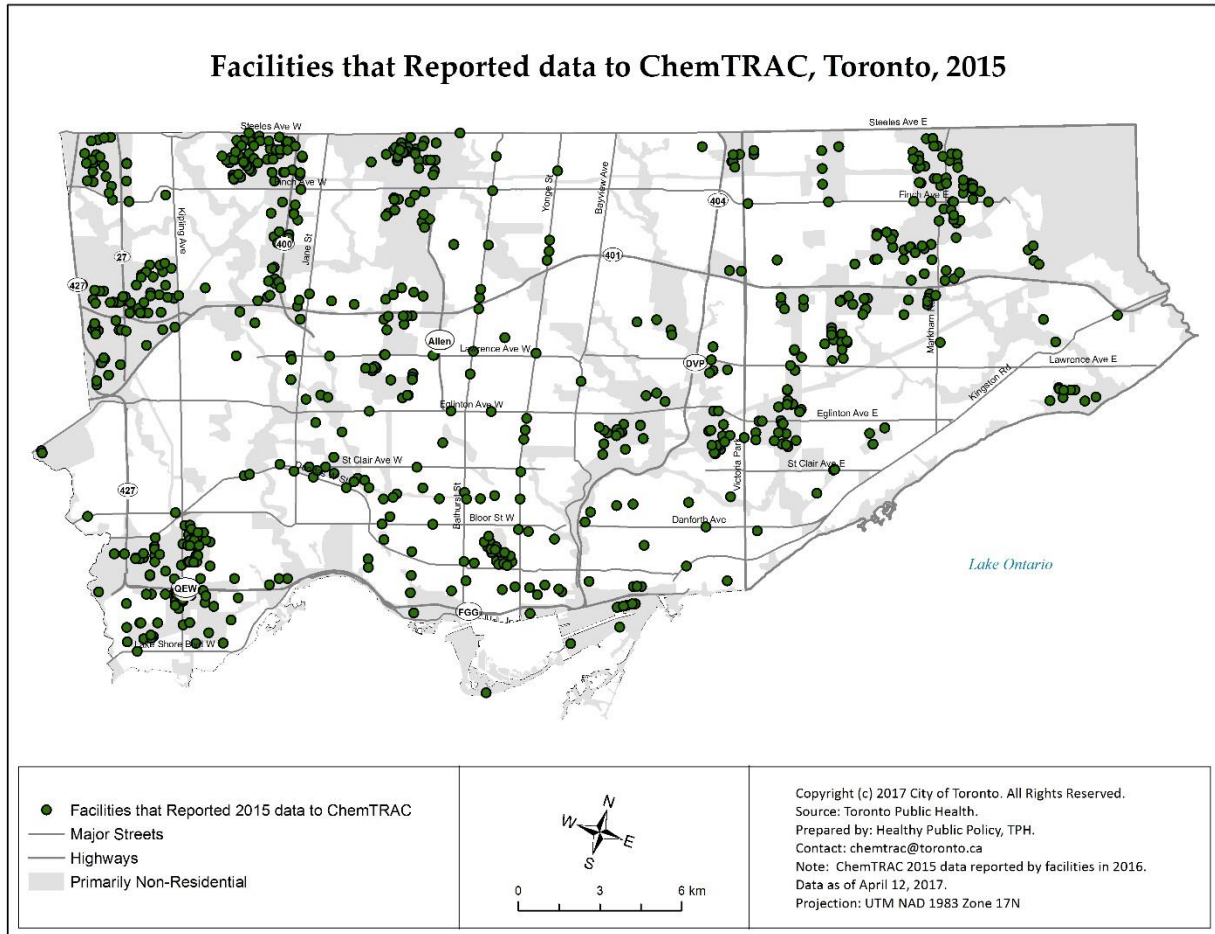 Facilities that Reported data to ChemTRAC, Toronto, 2015
Steeles Ave W
Steeles Ave E
Finch Ave W
Finch Ave E
Kipling Ave
Jane St
Yonge St
Bayview Ave
27
400
404
401
427
Allen
Lawrence Ave W
DVP
Markham Rd
Lawronce Ave E
Kingston Rd
Eglinton Ave W
Eglinton Ave E
St Clair Ave W
St Clair Ave E
Victoria Park
Bathurst St
427
Bloor St W
Danforth Avc
Lake Ontario
QEW
FGG
Lake Shore Blvd W
Facilities that Reported 2015 data to ChemTRAC
Major Streets
Highways
Primarily Non-Residential
N
W
E
S
0 3 6 km
Copyright (c) 2017 City of Toronto. All Rights Reserved.
Source: Toronto Public Health.
Prepared by: Healthy Public Policy, TPH.
Contact: chemtrac@toronto.ca
Note: ChemTRAC 2015 data reported by facilities in 2016.
Data as of April 12, 2017.
Projection: UTM NAD 1983 Zone 17N